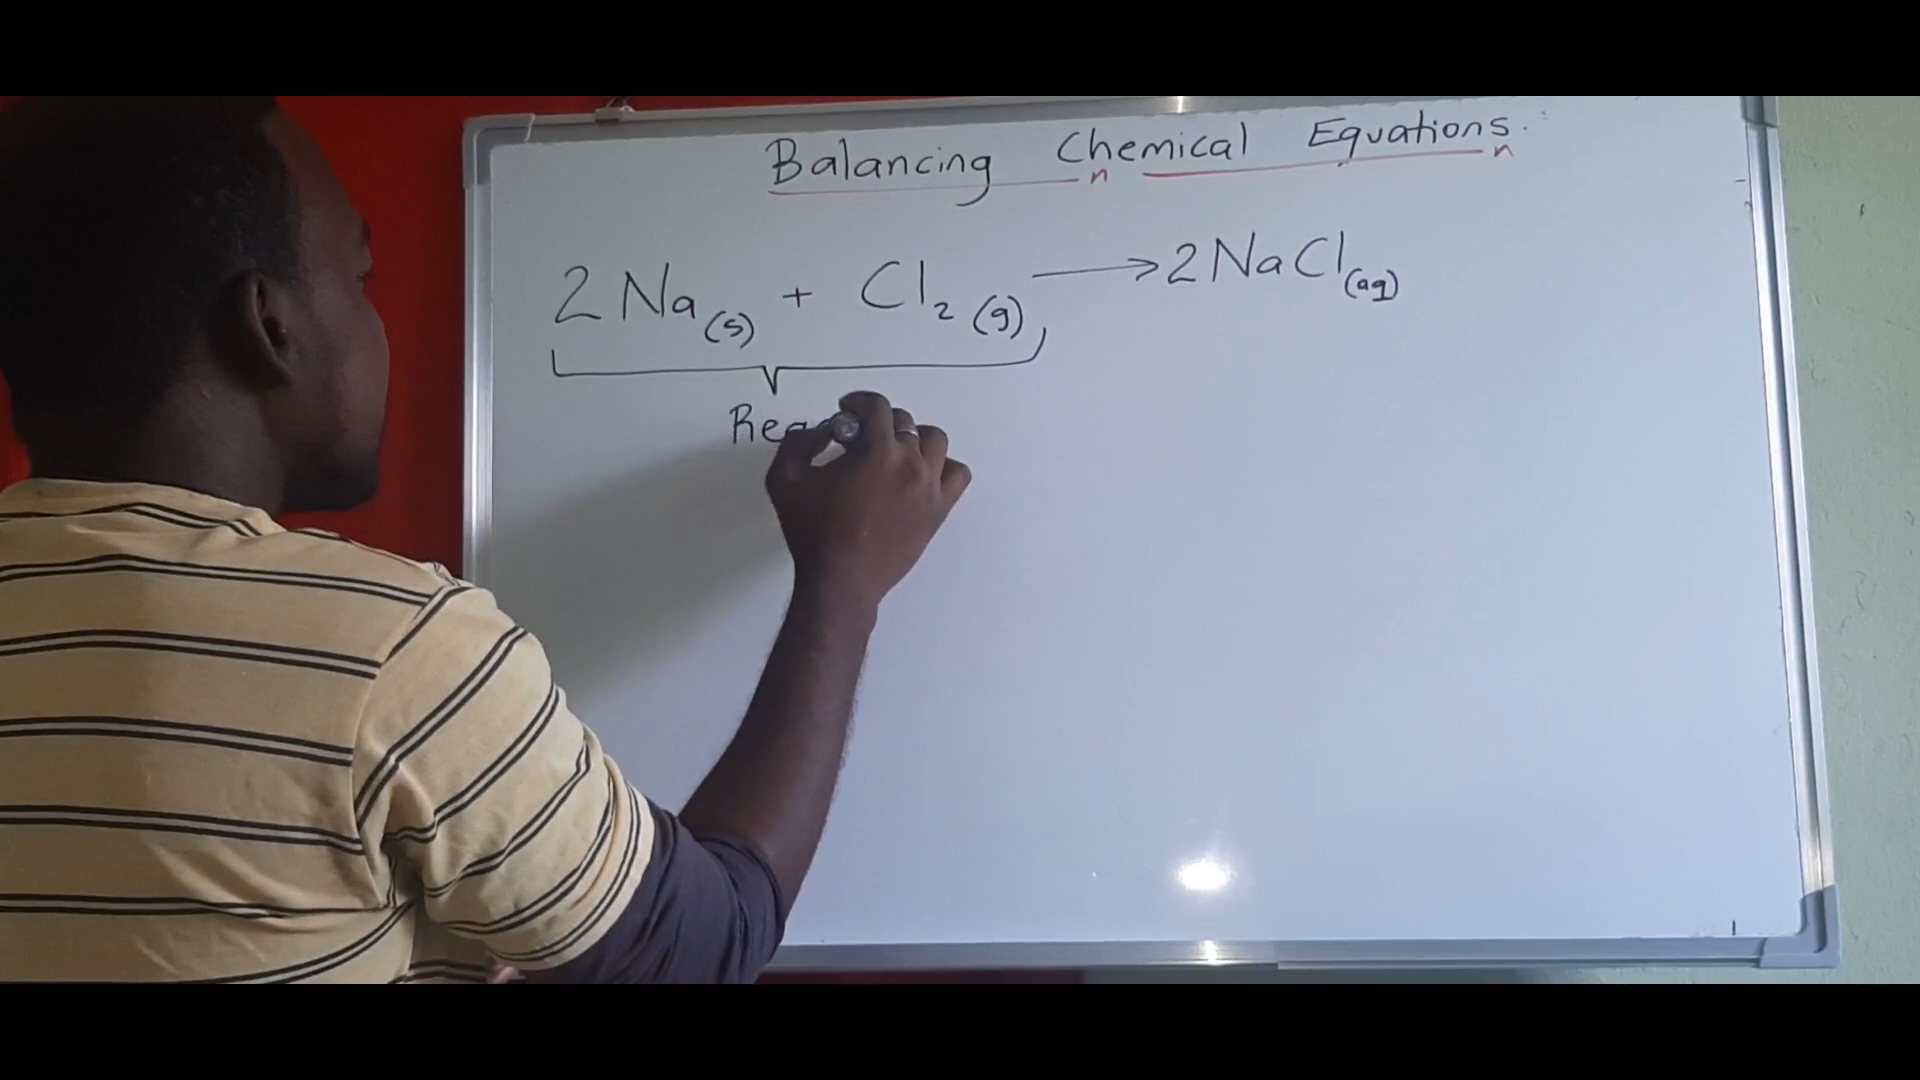 Balancing Chemical Equations.
2Na(s) + Cl₂(g) → 2NaCl(aq)